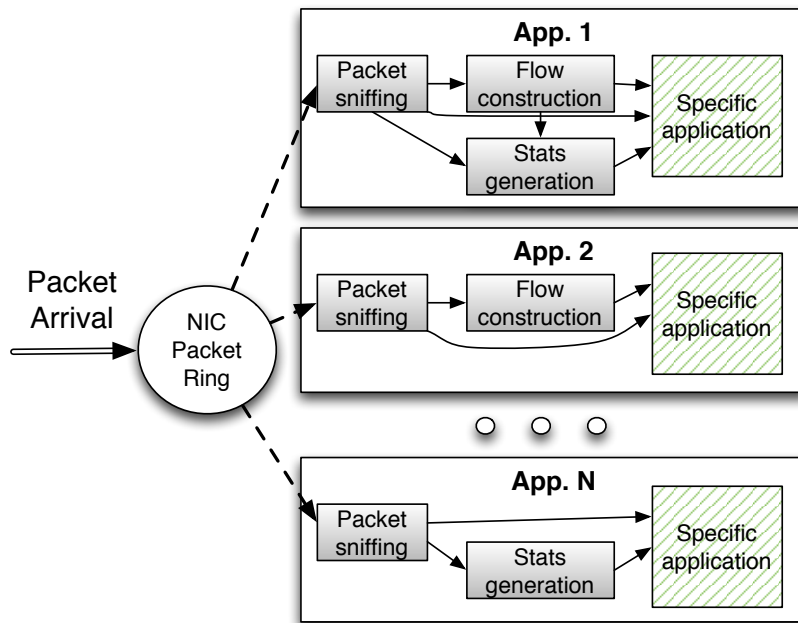 App. 1
Packet
sniffing
Flow
construction
Stats
generation
Specific
application
Packet
Arrival
NIC
Packet
Ring
App. 2
Packet
sniffing
Flow
construction
Specific
application
App. N
Packet
sniffing
Stats
generation
Specific
application